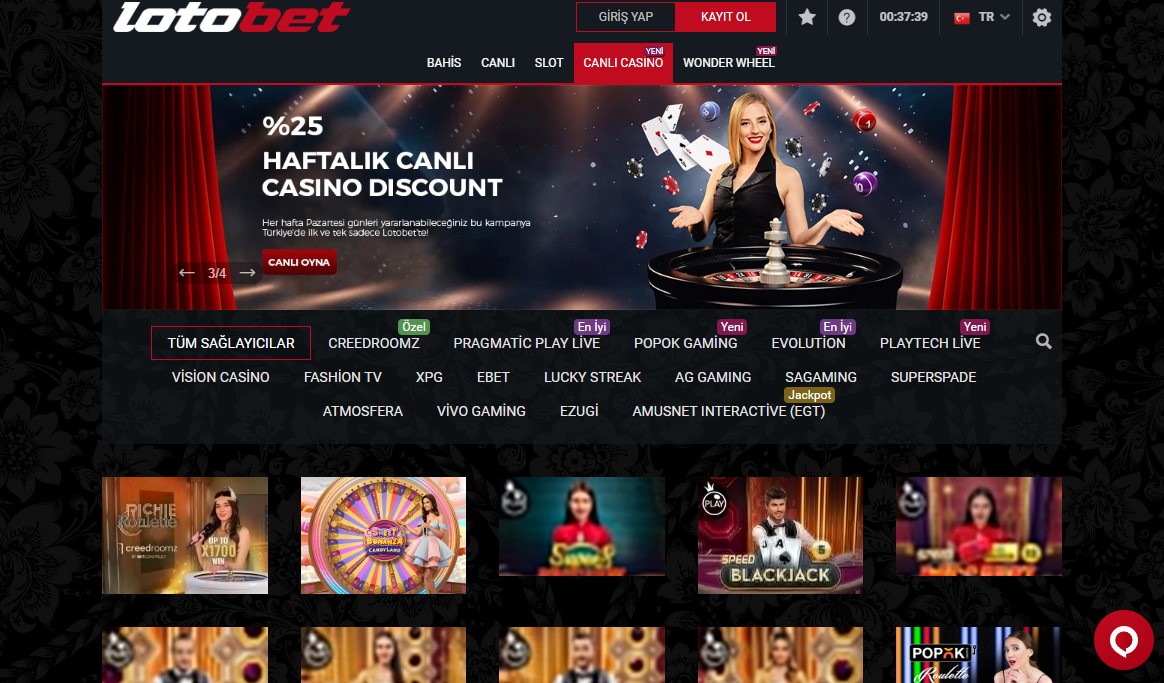 lotobet
GİRİŞ YAP
KAYIT OL
00:37:39
TR
BAHİS
CANLI
SLOT
YENİ
CANLI CASINO
YENİ
WONDER WHEEL
%25
HAFTALIK CANLI
CASINO DISCOUNT
Her hafta Pazartesi günleri yararlanabileceğiniz bu kampanya
Türkiye'de ilk ve tek sadece Lotobet'te!
CANLI OYNA
3/4
TÜM SAĞLAYICILAR
Özel
CREEDROOMZ
En İyi
PRAGMATİC PLAY LİVE
Yeni
POPOK GAMİNG
En İyi
EVOLUTİON
Yeni
PLAYTECH LİVE
VİSİON CASİNO
FASHİON TV
XPG
EBET
LUCKY STREAK
AG GAMİNG
SAGAMİNG
SUPERSPADE
ATMOSFERA
VİVO GAMİNG
EZUGİ
Jackpot
AMUSNET INTERACTİVE (EGT)
RICHIE
Roulette
creedroomz
UP TO
X1700
WIN
SWEET
BONANZA
CANDYLAND
PLAY
J A
5
SPEED
BLACKJACK
POPOK
Roulette